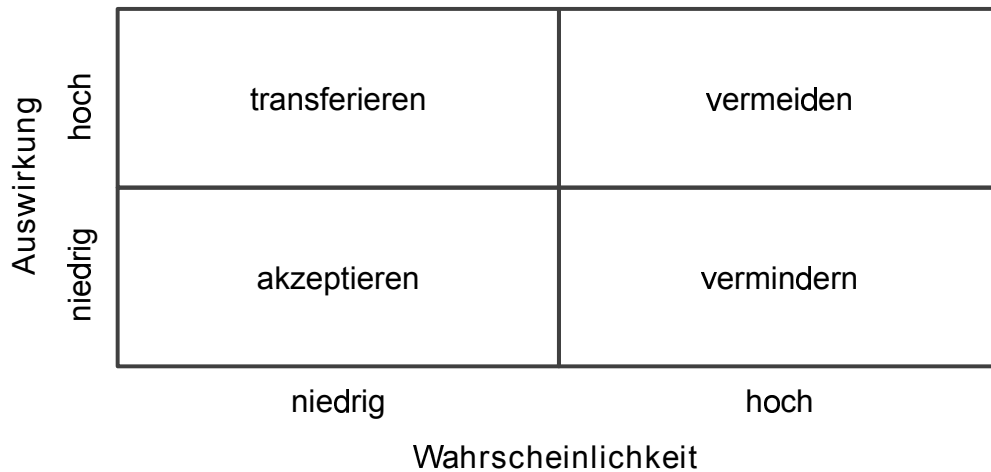 Auswirkung
hoch
niedrig
transferieren
vermeiden
akzeptieren
vermindern
niedrig
hoch
Wahrscheinlichkeit